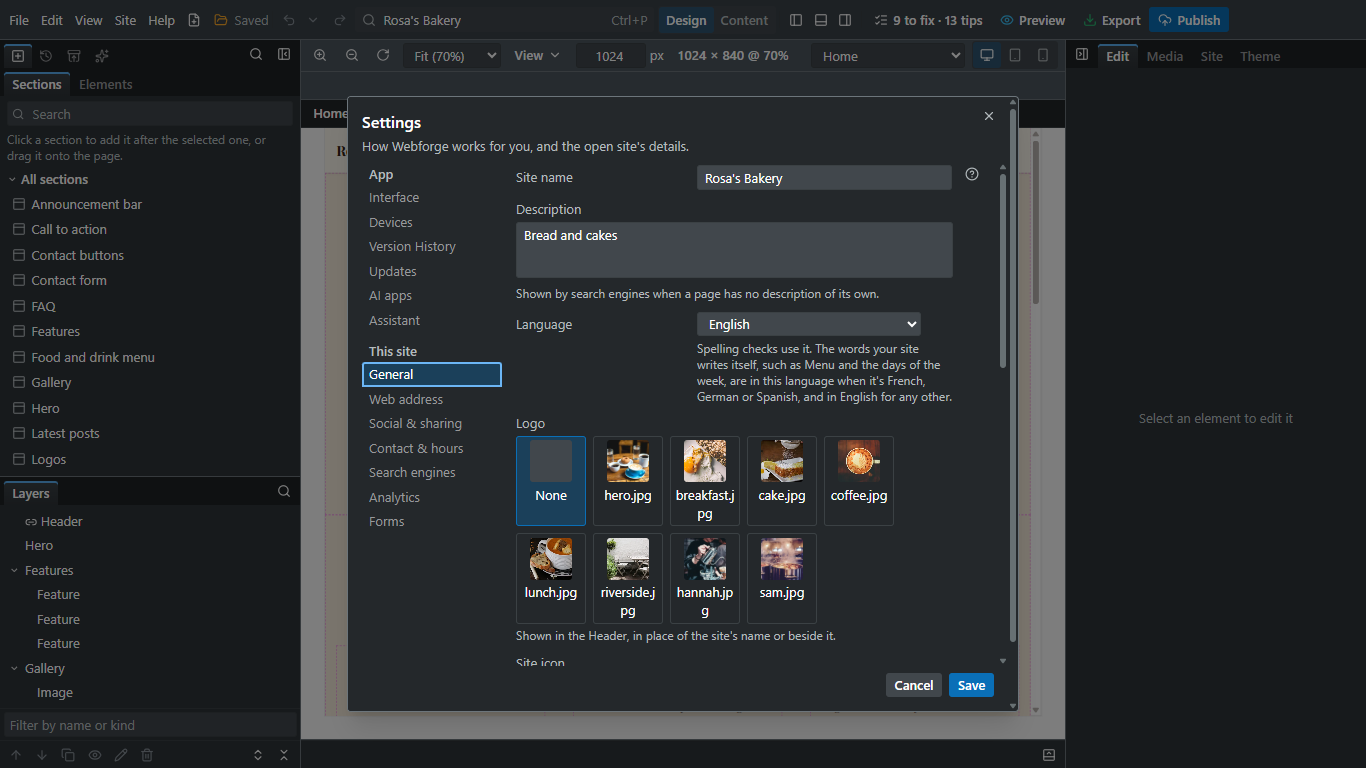 File Edit View Site Help Saved Rosa's Bakery Ctrl+P Design Content 9 to fix · 13 tips Preview Export Publish
Fit (70%) View 1024 px 1024 × 840 @ 70% Home
Edit Media Site Theme
Sections Elements
Search
Click a section to add it after the selected one, or
drag it onto the page.
All sections
Announcement bar
Call to action
Contact buttons
Contact form
FAQ
Features
Food and drink menu
Gallery
Hero
Latest posts
Logos
Layers
Header
Hero
Features
Feature
Feature
Feature
Gallery
Image
Filter by name or kind
Home
Settings
How Webforge works for you, and the open site's details.
App
Interface
Devices
Version History
Updates
AI apps
Assistant
This site
General
Web address
Social & sharing
Contact & hours
Search engines
Analytics
Forms
Site name Rosa's Bakery
Description
Bread and cakes
Shown by search engines when a page has no description of its own.
Language English
Spelling checks use it. The words your site
writes itself, such as Menu and the days of the
week, are in this language when it's French,
German or Spanish, and in English for any other.
Logo
None hero.jpg breakfast.j cake.jpg coffee.jpg
pg
lunch.jpg riverside.j hannah.jp sam.jpg
pg g
Shown in the Header, in place of the site's name or beside it.
Site icon
Cancel Save
Select an element to edit it